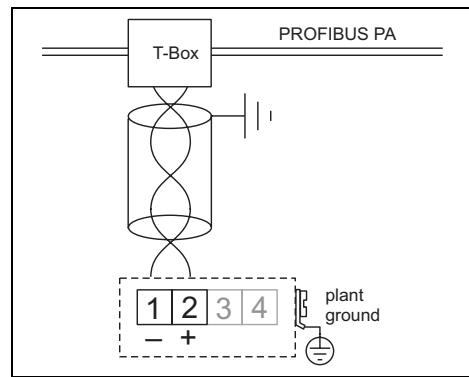 PROFIBUS PA
T-Box
1 2 3 4
– +
plant
ground